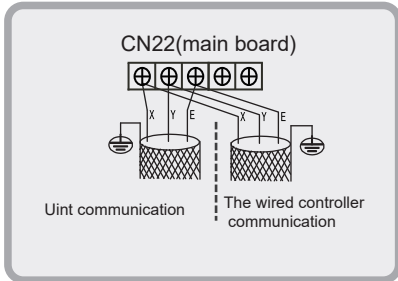 CN22(main board)
X Y E X Y E
Uint communication
The wired controller
communication